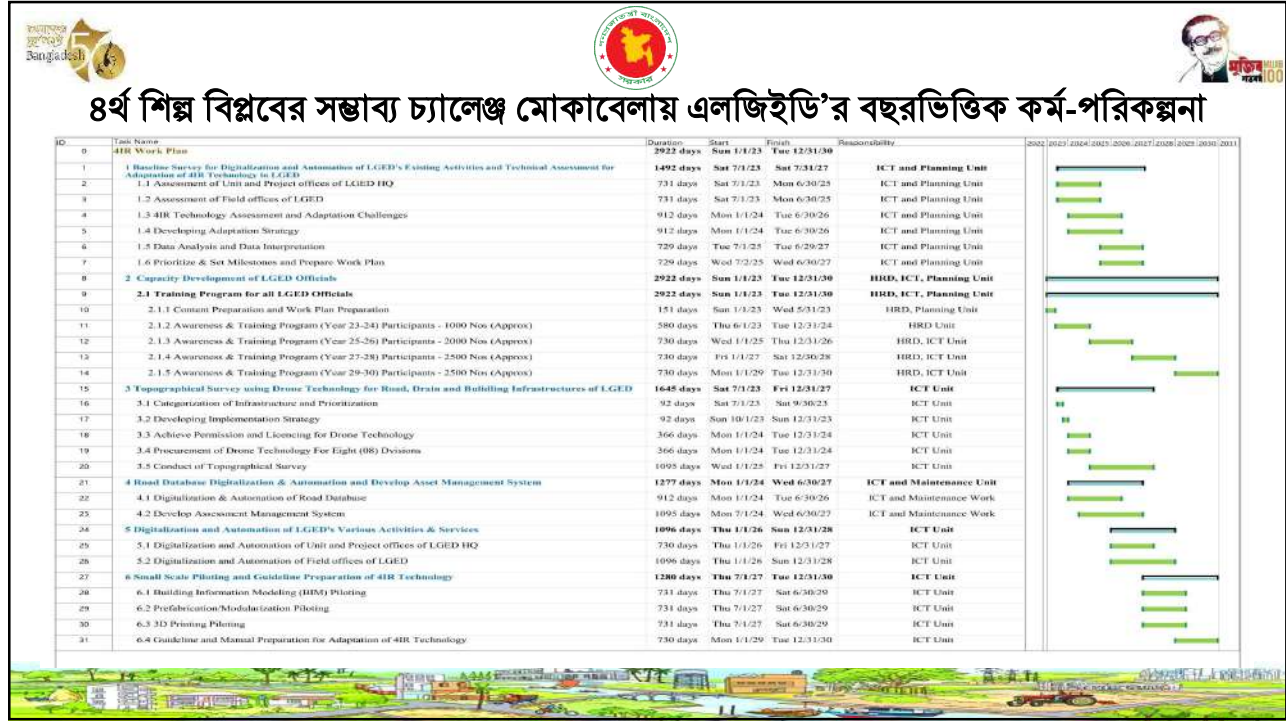 Bangladesh 50
মুজিব 100
৪র্থ শিল্প বিপ্লবের সম্ভাব্য চ্যালেঞ্জ মোকাবেলায় এলজিইডি’র বছরভিত্তিক কর্ম-পরিকল্পনা
ID Task Name Duration Start Finish Responsibility 2022 2023 2024 2025 2026 2027 2028 2029 2030 2031
0 4IR Work Plan 2922 days Sun 1/1/23 Tue 12/31/30
1 1 Baseline Survey for Digitalization and Automation of LGED's Existing Activities and Technical Assessment for 1492 days Sat 7/1/23 Sat 7/31/27 ICT and Planning Unit
Adaptation of 4IR Technology in LGED
2 1.1 Assessment of Unit and Project offices of LGED HQ 731 days Sat 7/1/23 Mon 6/30/25 ICT and Planning Unit
3 1.2 Assessment of Field offices of LGED 731 days Sat 7/1/23 Mon 6/30/25 ICT and Planning Unit
4 1.3 4IR Technology Assessment and Adaptation Challenges 912 days Mon 1/1/24 Tue 6/30/26 ICT and Planning Unit
5 1.4 Developing Adaptation Strategy 912 days Mon 1/1/24 Tue 6/30/26 ICT and Planning Unit
6 1.5 Data Analysis and Data Interpretation 729 days Tue 7/1/25 Tue 6/29/27 ICT and Planning Unit
7 1.6 Prioritize & Set Milestones and Prepare Work Plan 729 days Wed 7/2/25 Wed 6/30/27 ICT and Planning Unit
8 2 Capacity Development of LGED Officials 2922 days Sun 1/1/23 Tue 12/31/30 HRD, ICT, Planning Unit
9 2.1 Training Program for all LGED Officials 2922 days Sun 1/1/23 Tue 12/31/30 HRD, ICT, Planning Unit
10 2.1.1 Content Preparation and Work Plan Preparation 151 days Sun 1/1/23 Wed 5/31/23 HRD, Planning Unit
11 2.1.2 Awareness & Training Program (Year 23-24) Participants - 1000 Nos (Approx) 580 days Thu 6/1/23 Tue 12/31/24 HRD Unit
12 2.1.3 Awareness & Training Program (Year 25-26) Participants - 2000 Nos (Approx) 730 days Wed 1/1/25 Thu 12/31/26 HRD, ICT Unit
13 2.1.4 Awareness & Training Program (Year 27-28) Participants - 2500 Nos (Approx) 730 days Fri 1/1/27 Sat 12/30/28 HRD, ICT Unit
14 2.1.5 Awareness & Training Program (Year 29-30) Participants - 2500 Nos (Approx) 730 days Mon 1/1/29 Tue 12/31/30 HRD, ICT Unit
15 3 Topographical Survey using Drone Technology for Road, Drain and Building Infrastructures of LGED 1645 days Sat 7/1/23 Fri 12/31/27 ICT Unit
16 3.1 Categorization of Infrastructure and Prioritization 92 days Sat 7/1/23 Sat 9/30/23 ICT Unit
17 3.2 Developing Implementation Strategy 92 days Sun 10/1/23 Sun 12/31/23 ICT Unit
18 3.3 Achieve Permission and Licencing for Drone Technology 366 days Mon 1/1/24 Tue 12/31/24 ICT Unit
19 3.4 Procurement of Drone Technology For Eight (08) Dvisions 366 days Mon 1/1/24 Tue 12/31/24 ICT Unit
20 3.5 Conduct of Topographical Survey 1095 days Wed 1/1/25 Fri 12/31/27 ICT Unit
21 4 Road Database Digitalization & Automation and Develop Asset Management System 1277 days Mon 1/1/24 Wed 6/30/27 ICT and Maintenance Unit
22 4.1 Digitalization & Automation of Road Database 912 days Mon 1/1/24 Tue 6/30/26 ICT and Maintenance Work
23 4.2 Develop Assessment Management System 1095 days Mon 7/1/24 Wed 6/30/27 ICT and Maintenance Work
24 5 Digitalization and Automation of LGED's Various Activities & Services 1096 days Thu 1/1/26 Sun 12/31/28 ICT Unit
25 5.1 Digitalization and Automation of Unit and Project offices of LGED HQ 730 days Thu 1/1/26 Fri 12/31/27 ICT Unit
26 5.2 Digitalization and Automation of Field offices of LGED 1096 days Thu 1/1/26 Sun 12/31/28 ICT Unit
27 6 Small Scale Piloting and Guideline Preparation of 4IR Technology 1280 days Thu 7/1/27 Tue 12/31/30 ICT Unit
28 6.1 Building Information Modeling (BIM) Piloting 731 days Thu 7/1/27 Sat 6/30/29 ICT Unit
29 6.2 Prefabrication/Modularization Piloting 731 days Thu 7/1/27 Sat 6/30/29 ICT Unit
30 6.3 3D Printing Piloting 731 days Thu 7/1/27 Sat 6/30/29 ICT Unit
31 6.4 Guideline and Manual Preparation for Adaptation of 4IR Technology 730 days Mon 1/1/29 Tue 12/31/30 ICT Unit